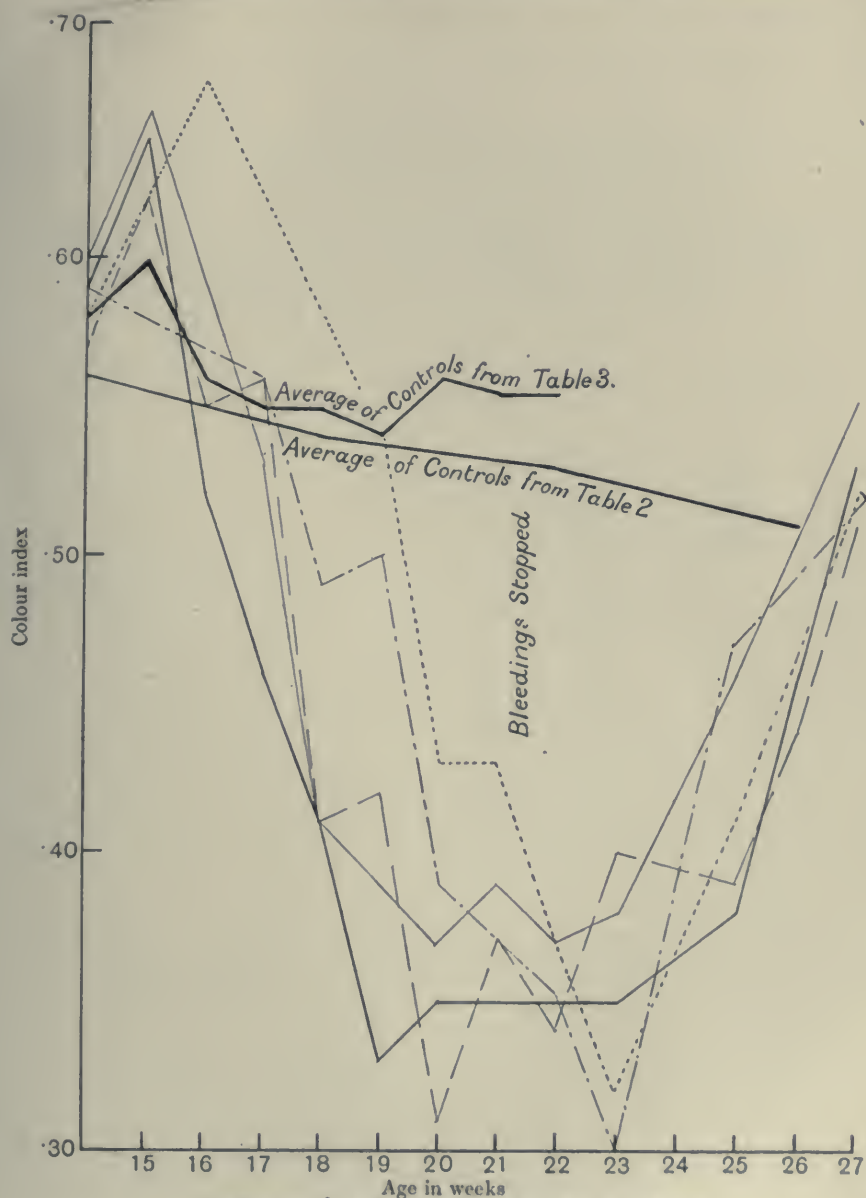 ·70
·60
Average of Controls from Table 3.
Average of Controls from Table 2
·50
Colour index
Bleedings Stopped
·40
·30
15 16 17 18 19 20 21 22 23 24 25 26 27
Age in weeks